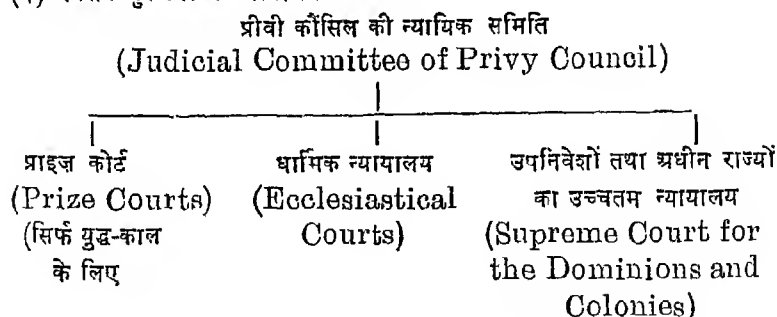 प्रीवी कौंसिल की न्यायिक समिति
(Judicial Committee of Privy Council)
प्राइज़ कोर्ट
(Prize Courts)
(सिर्फ युद्ध-काल
के लिए
धार्मिक न्यायालय
(Ecclesiastical
Courts)
उपनिवेशों तथा अधीन राज्यों
का उच्चतम न्यायालय
(Supreme Court for
the Dominions and
Colonies)